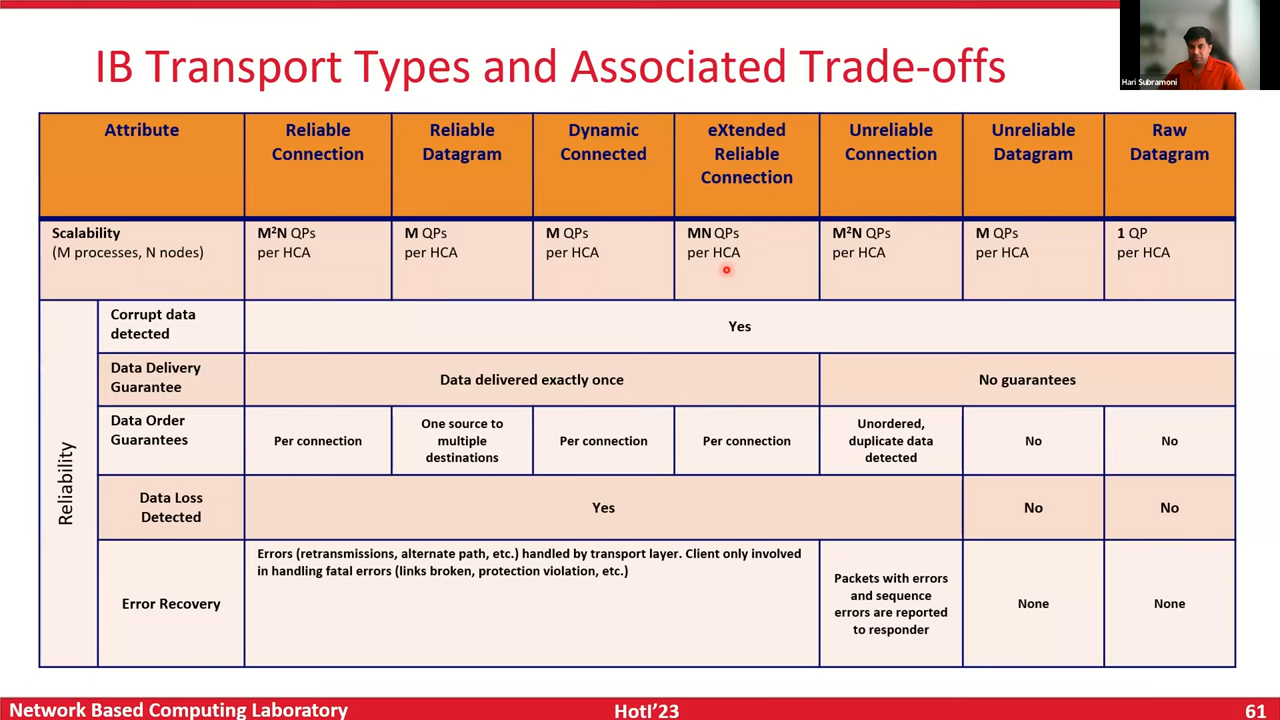 IB Transport Types and Associated Trade-offs
Hari Subramoni
Attribute
Reliable
Connection
Reliable
Datagram
Dynamic
Connected
eXtended
Reliable
Connection
Unreliable
Connection
Unreliable
Datagram
Raw
Datagram
Scalability
(M processes, N nodes)
M²N QPs
per HCA
M QPs
per HCA
M QPs
per HCA
MN QPs
per HCA
M²N QPs
per HCA
M QPs
per HCA
1 QP
per HCA
Reliability
Corrupt data
detected
Yes
Data Delivery
Guarantee
Data delivered exactly once
No guarantees
Data Order
Guarantees
Per connection
One source to
multiple
destinations
Per connection
Per connection
Unordered,
duplicate data
detected
No
No
Data Loss
Detected
Yes
No
No
Error Recovery
Errors (retransmissions, alternate path, etc.) handled by transport layer. Client only involved
in handling fatal errors (links broken, protection violation, etc.)
Packets with errors
and sequence
errors are reported
to responder
None
None
Network Based Computing Laboratory
HotI'23
61